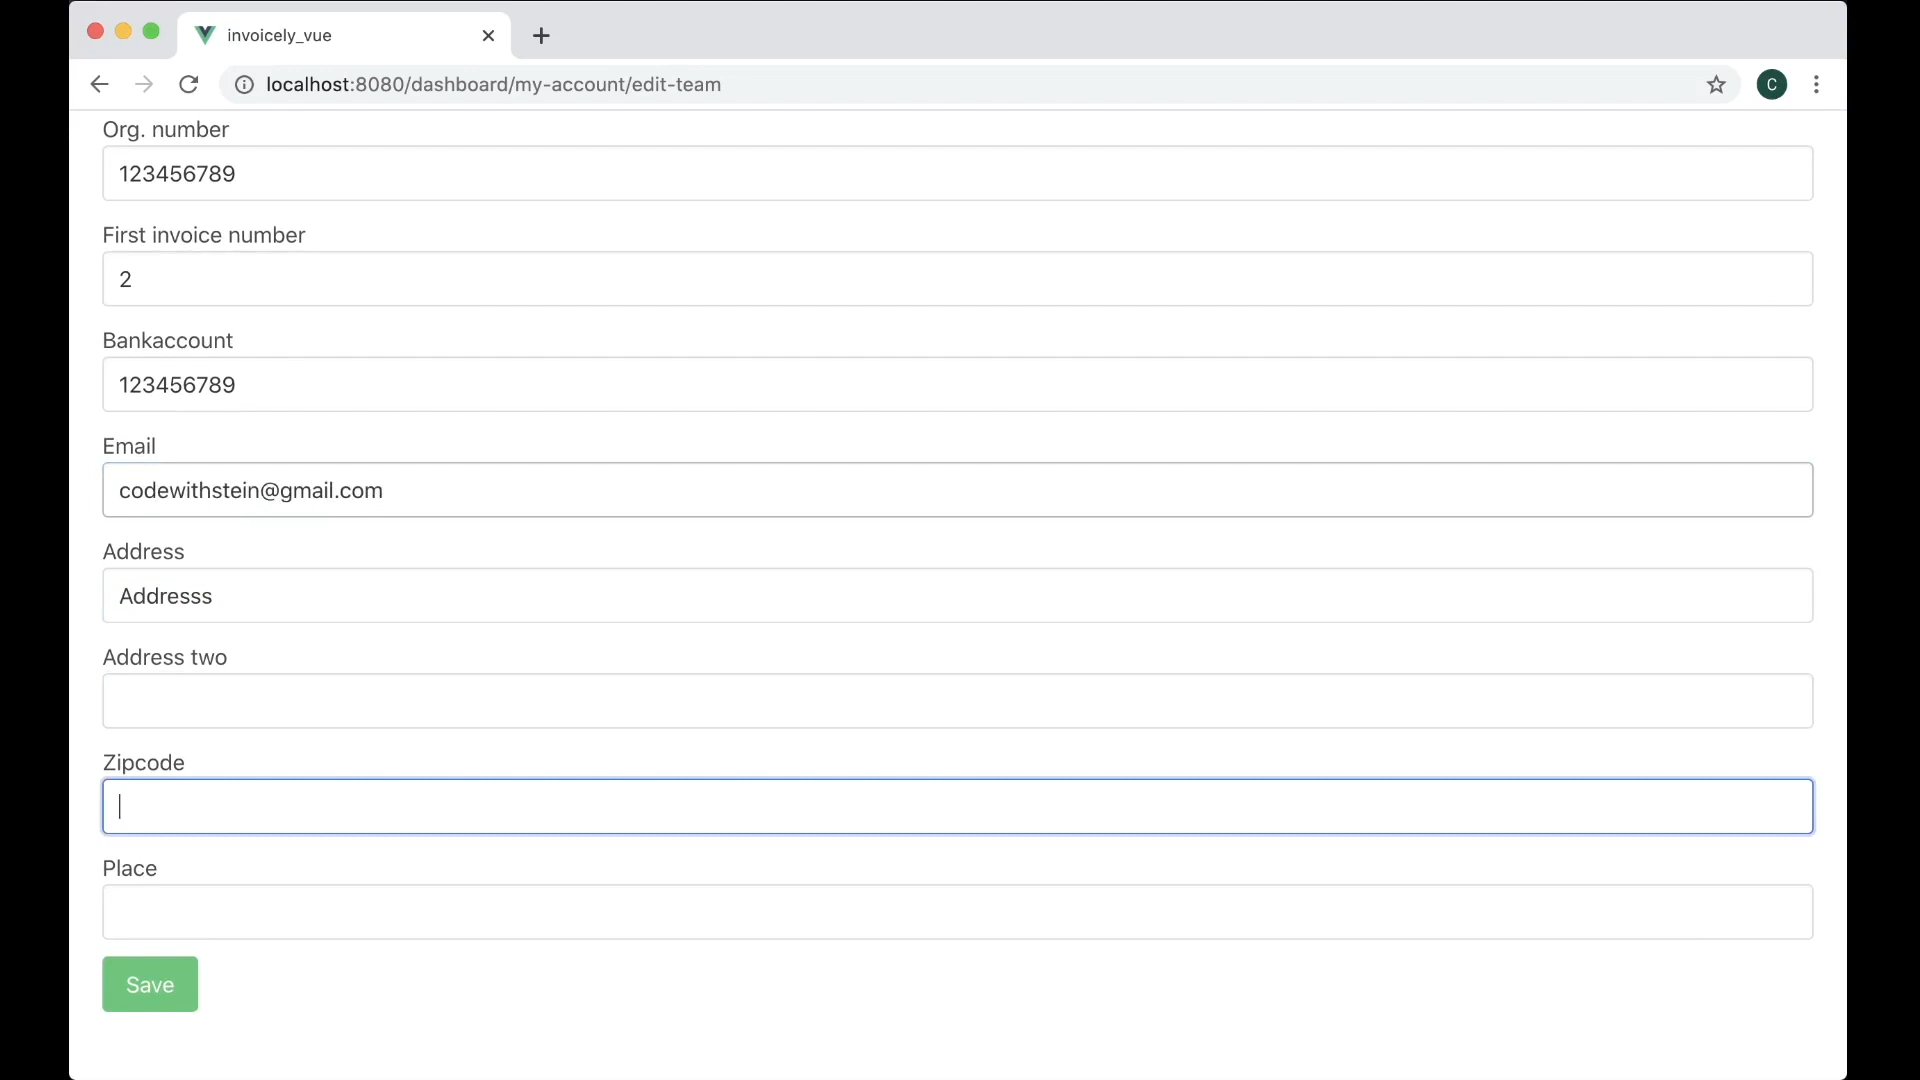 invoicely_vue
localhost:8080/dashboard/my-account/edit-team
C
Org. number
123456789
First invoice number
2
Bankaccount
123456789
Email
codewithstein@gmail.com
Address
Addresss
Address two
Zipcode
Place
Save